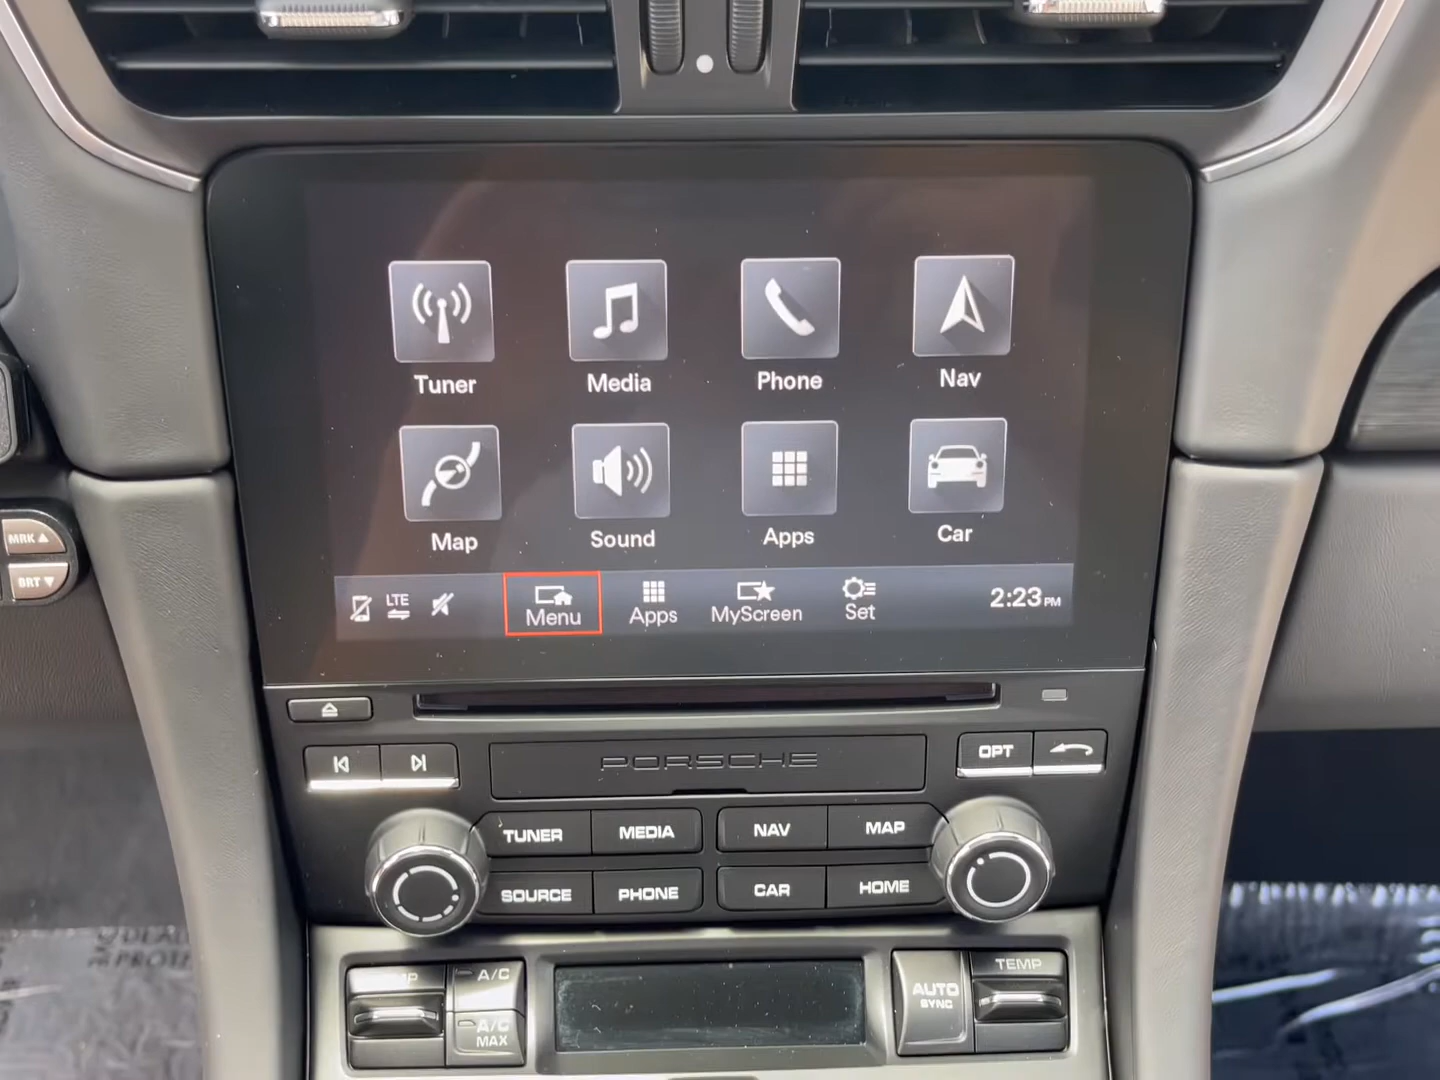 Tuner
Media
Phone
Nav
Map
Sound
Apps
Car
LTE
Menu
Apps
MyScreen
Set
2:23PM
MRK
BRT
PORSCHE
OPT
TUNER
MEDIA
NAV
MAP
SOURCE
PHONE
CAR
HOME
A/C
A/C
MAX
AUTO
SYNC
TEMP